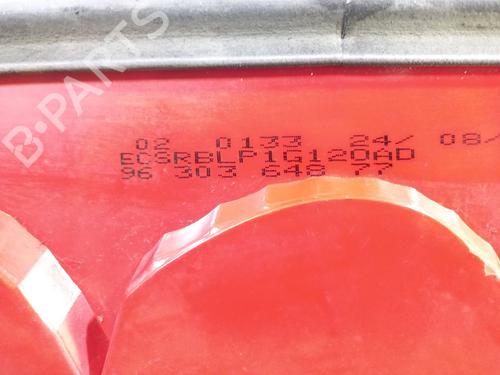 B-PARTS
02 0133 24/ 08/
ECSRBLP1G120AD
96 303 648 77